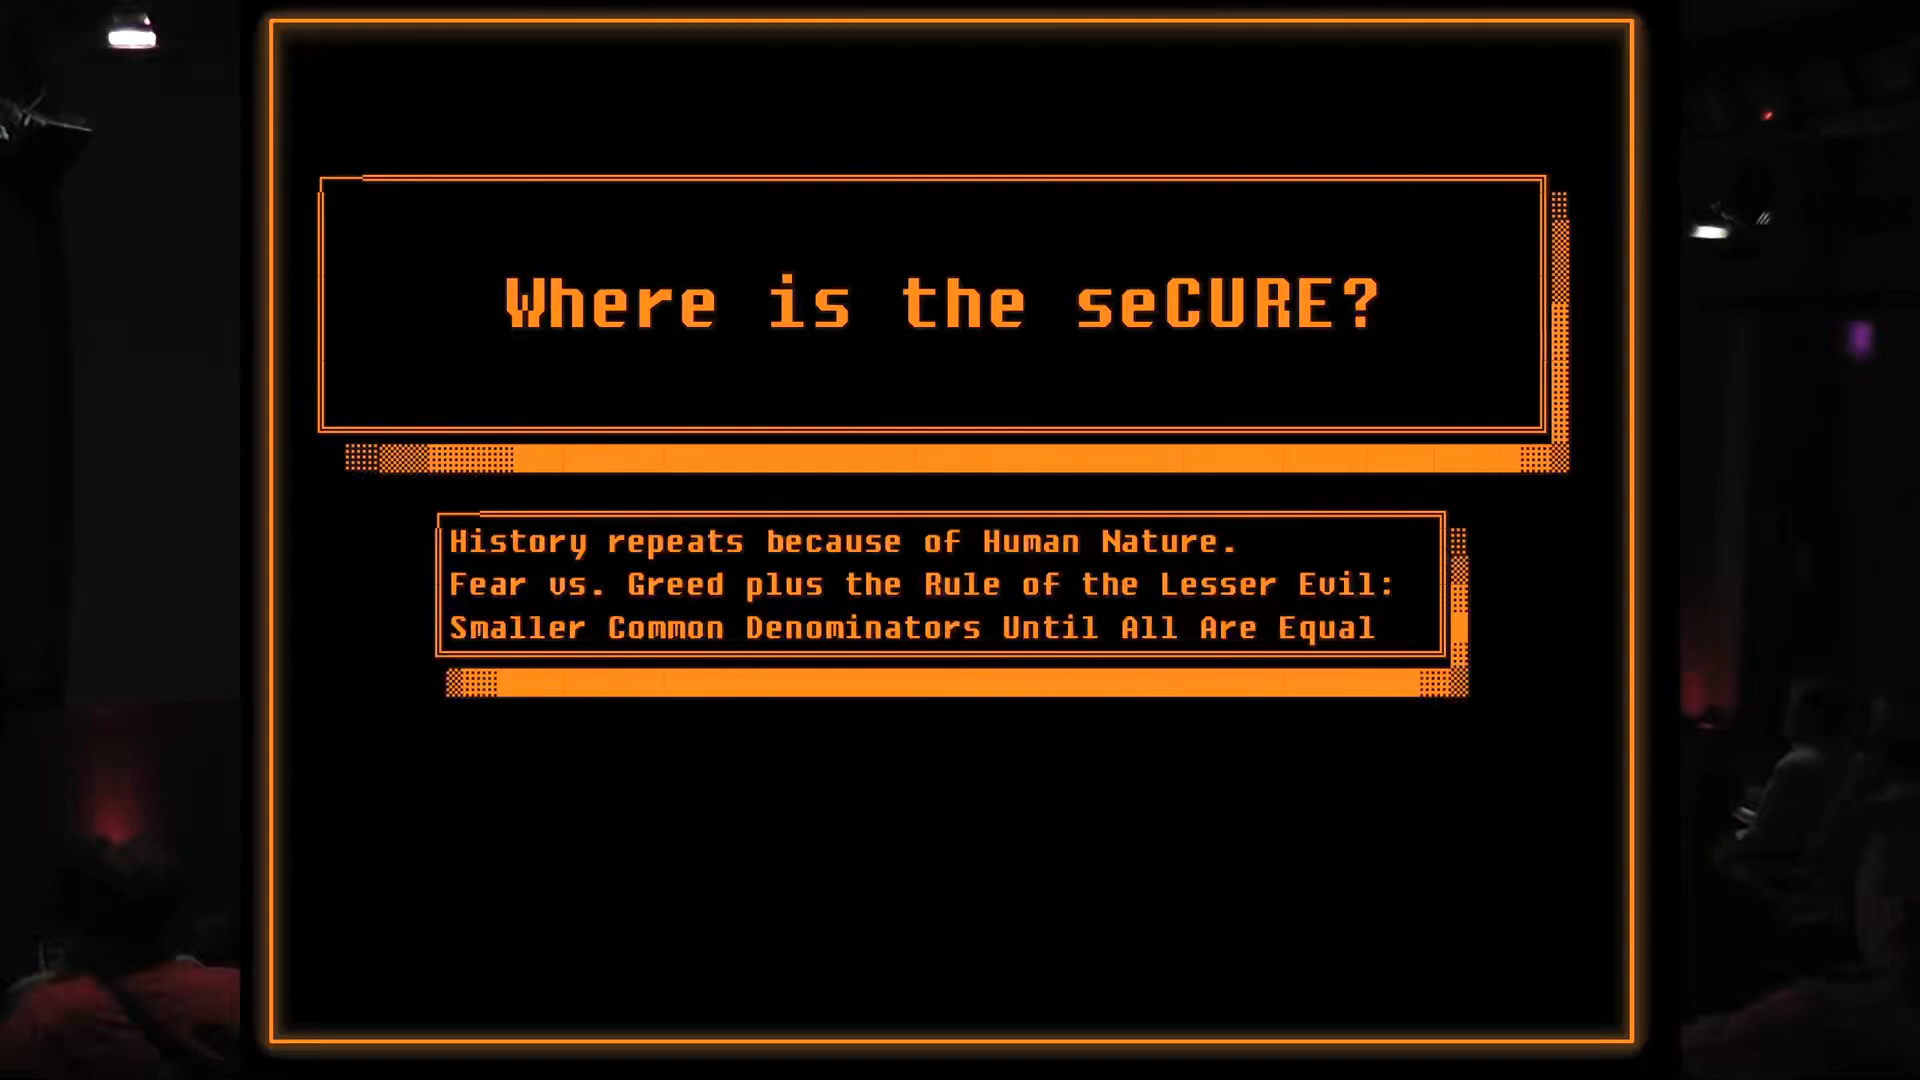 Where is the seCURE?
History repeats because of Human Nature.
Fear vs. Greed plus the Rule of the Lesser Evil:
Smaller Common Denominators Until All Are Equal